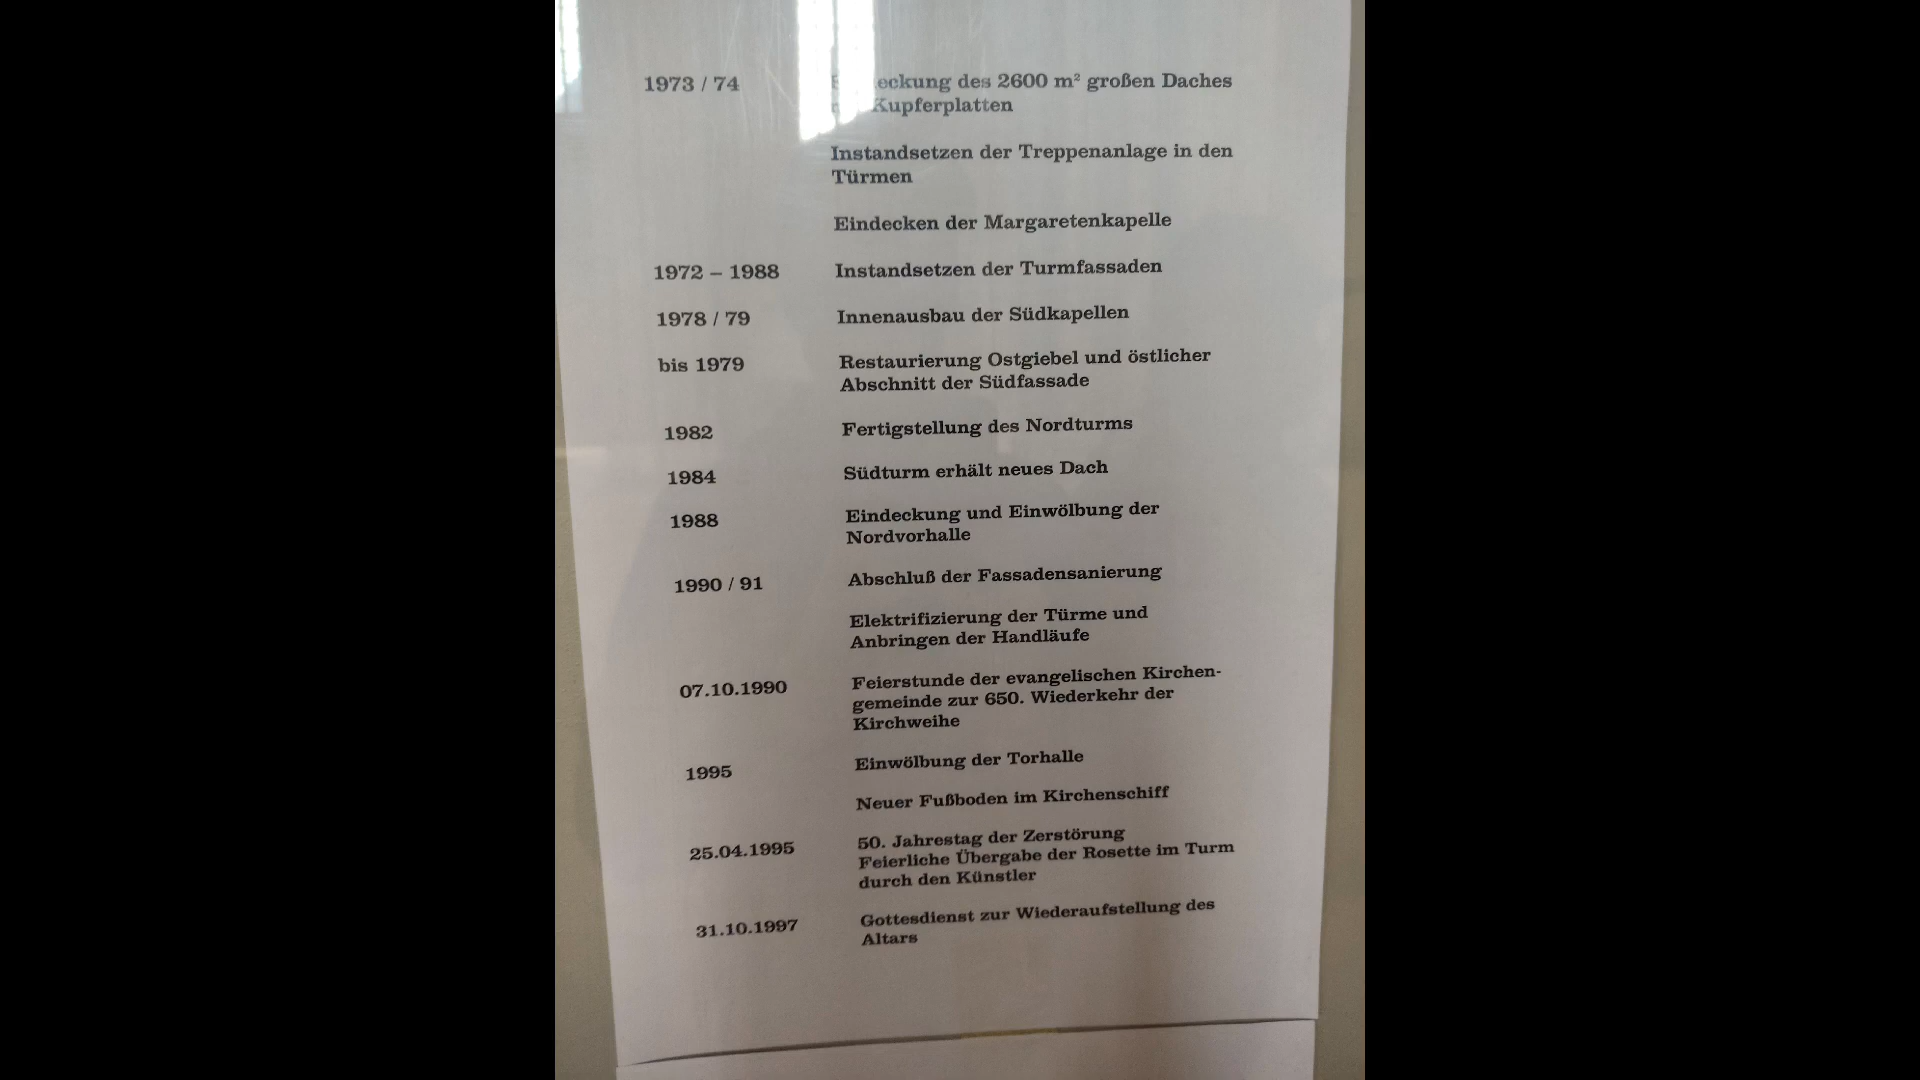 1973 / 74 eckung des 2600 m² großen Daches
Kupferplatten
Instandsetzen der Treppenanlage in den
Türmen
Eindecken der Margaretenkapelle
1972 – 1988 Instandsetzen der Turmfassaden
1978 / 79 Innenausbau der Südkapellen
bis 1979 Restaurierung Ostgiebel und östlicher
Abschnitt der Südfassade
1982 Fertigstellung des Nordturms
1984 Südturm erhält neues Dach
1988 Eindeckung und Einwölbung der
Nordvorhalle
1990 / 91 Abschluß der Fassadensanierung
Elektrifizierung der Türme und
Anbringen der Handläufe
07.10.1990 Feierstunde der evangelischen Kirchen-
gemeinde zur 650. Wiederkehr der
Kirchweihe
1995 Einwölbung der Torhalle
Neuer Fußboden im Kirchenschiff
25.04.1995 50. Jahrestag der Zerstörung
Feierliche Übergabe der Rosette im Turm
durch den Künstler
31.10.1997 Gottesdienst zur Wiederaufstellung des
Altars